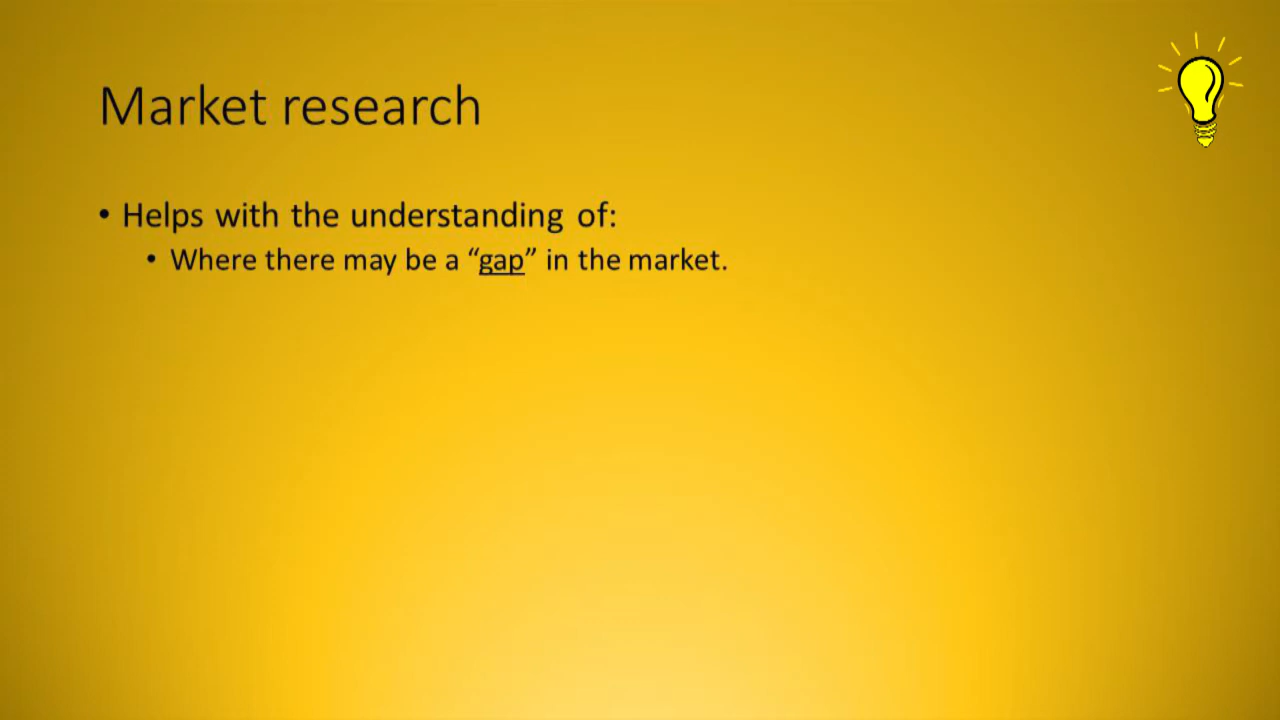 Market research
• Helps with the understanding of:
• Where there may be a “gap” in the market.